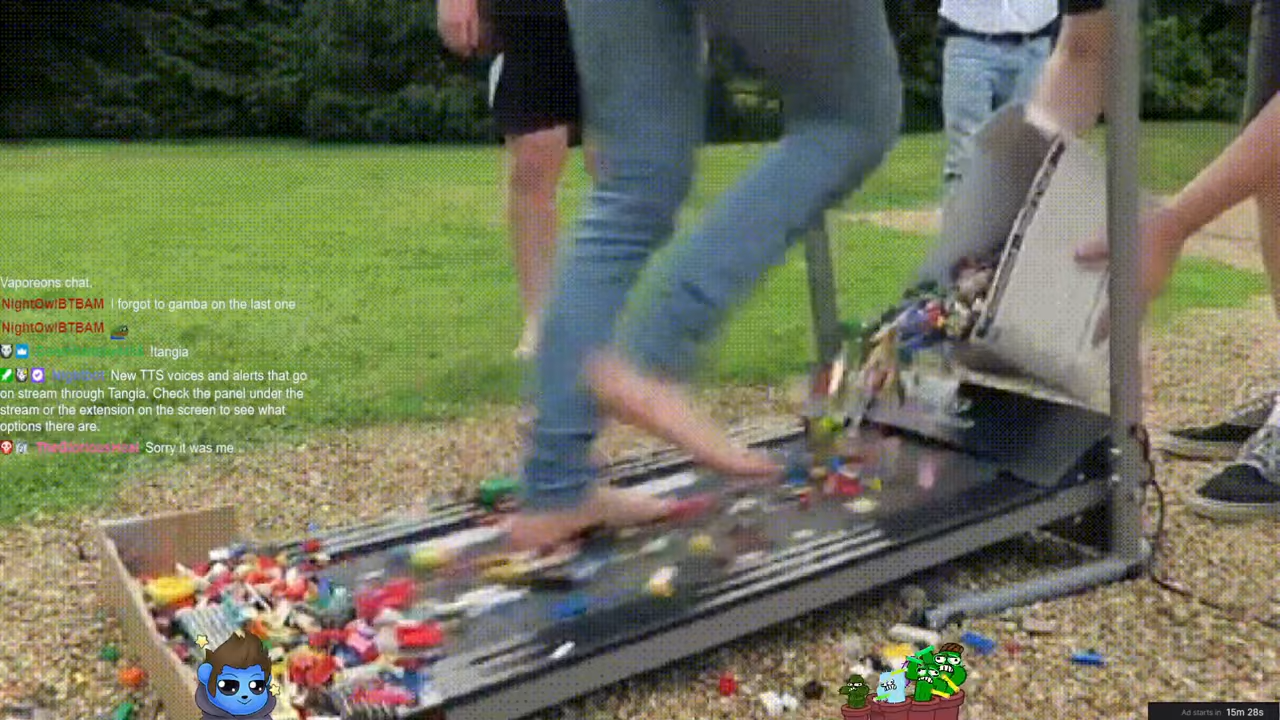 Vaporeons chat.
NightOwlBTBAM I forgot to gamba on the last one
NightOwlBTBAM
!tangia
New TTS voices and alerts that go
on stream through Tangia. Check the panel under the
stream or the extension on the screen to see what
options there are.
Sorry it was me
Ad starts in 15m 28s